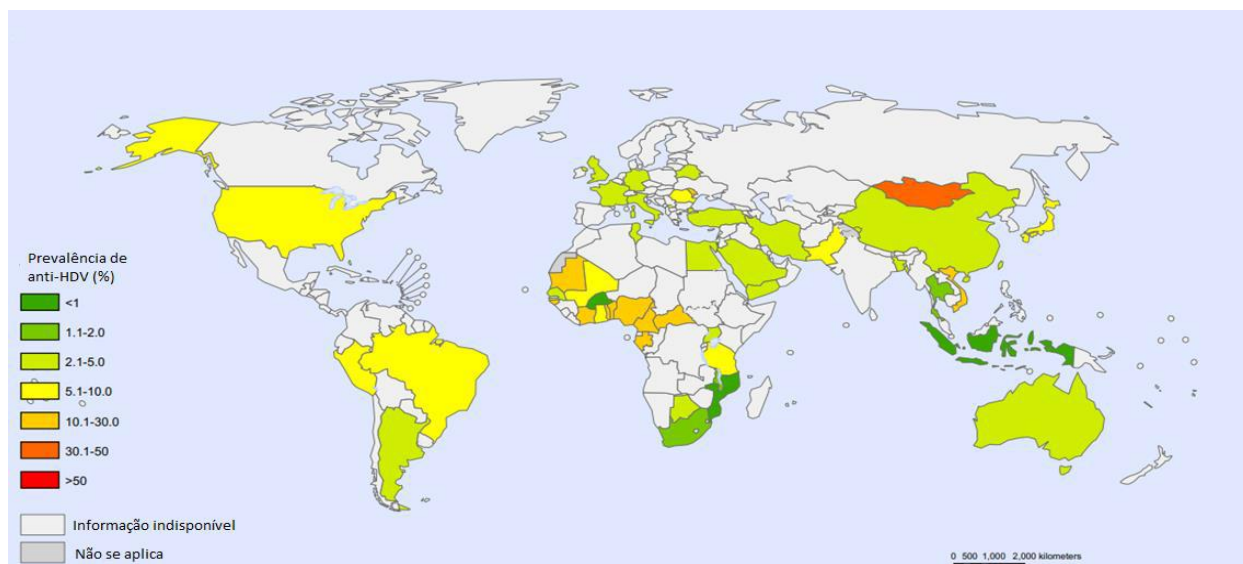 Prevalência de
anti-HDV (%)
<1
1.1-2.0
2.1-5.0
5.1-10.0
10.1-30.0
30.1-50
>50
Informação indisponível
Não se aplica
0 500 1,000 2,000 kilometers